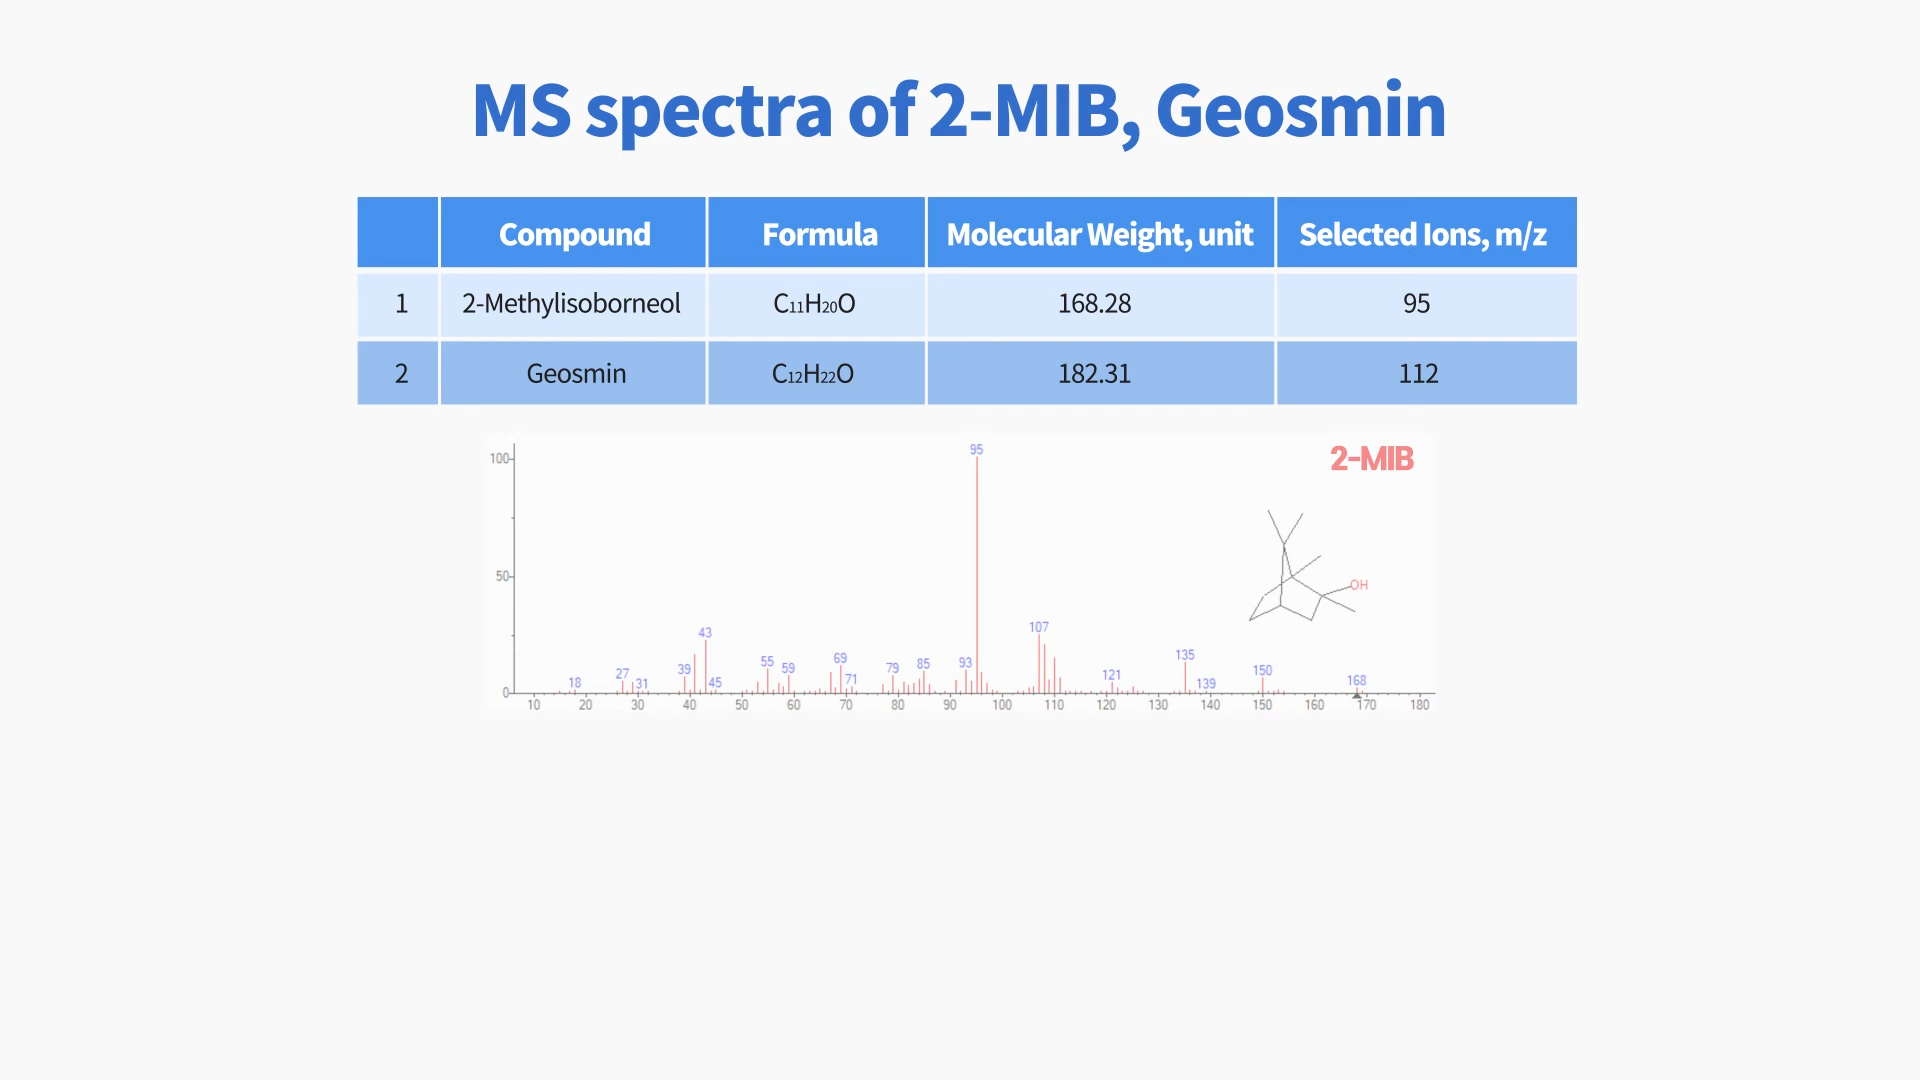 MS spectra of 2-MIB, Geosmin
Compound Formula Molecular Weight, unit Selected Ions, m/z
1 2-Methylisoborneol C₁₁H₂₀O 168.28 95
2 Geosmin C₁₂H₂₂O 182.31 112
2-MIB
100
50
0
OH
18 27 31 39 43 45 55 59 69 71 79 85 93 95 107 121 135 139 150 168
10 20 30 40 50 60 70 80 90 100 110 120 130 140 150 160 170 180